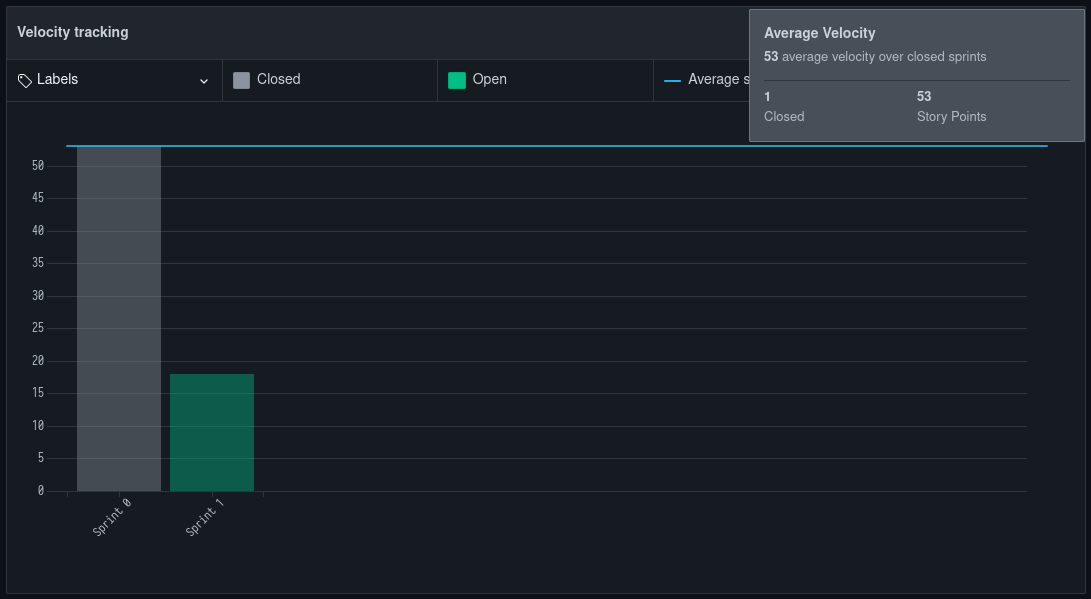 Velocity tracking
Average Velocity
53 average velocity over closed sprints
1 53
Closed Story Points
Labels Closed Open Average s
50
45
40
35
30
25
20
15
10
5
0
Sprint 0 Sprint 1